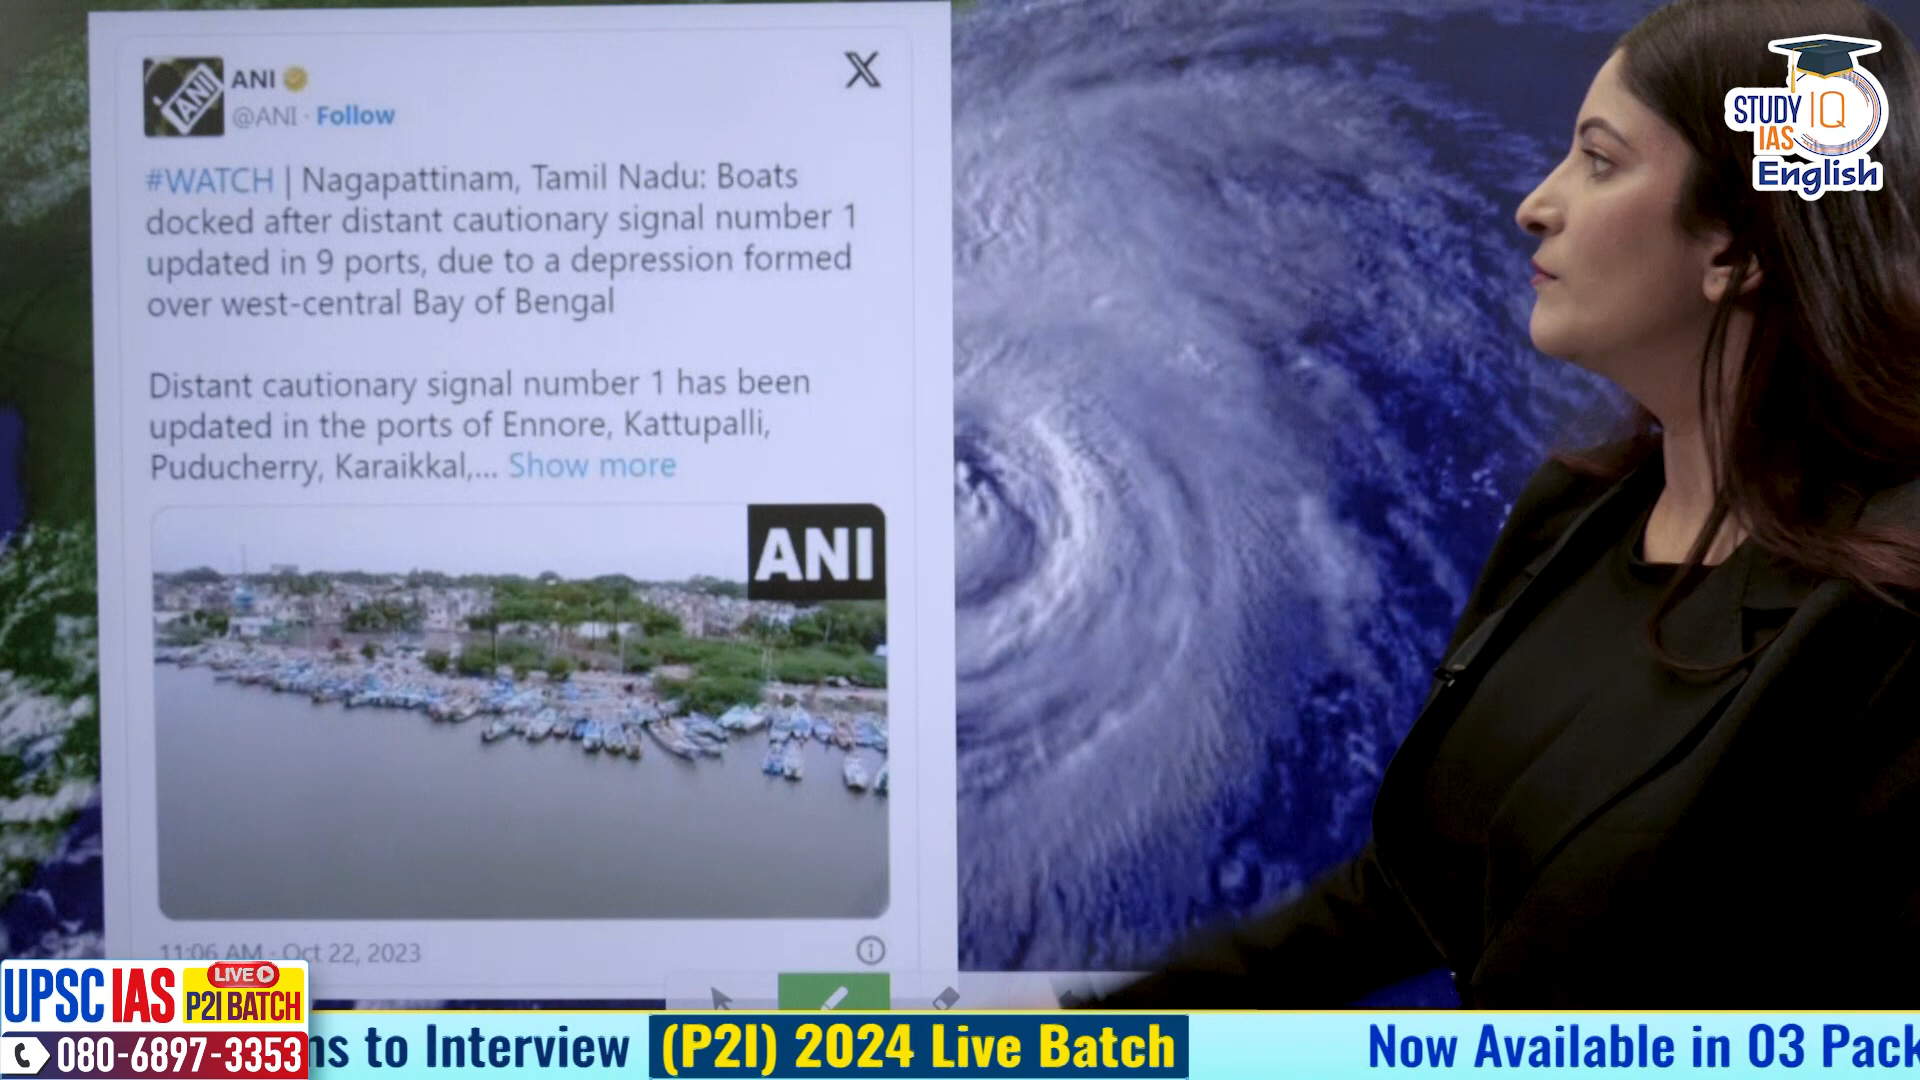 ANI
@ANI · Follow
#WATCH | Nagapattinam, Tamil Nadu: Boats
docked after distant cautionary signal number 1
updated in 9 ports, due to a depression formed
over west-central Bay of Bengal
Distant cautionary signal number 1 has been
updated in the ports of Ennore, Kattupalli,
Puducherry, Karaikkal,... Show more
ANI
11:06 AM · Oct 22, 2023
ANI
STUDY IQ
IAS
English
LIVE
UPSC IAS P2I BATCH
080-6897-3353
ns to Interview (P2I) 2024 Live Batch Now Available in 03 Pack